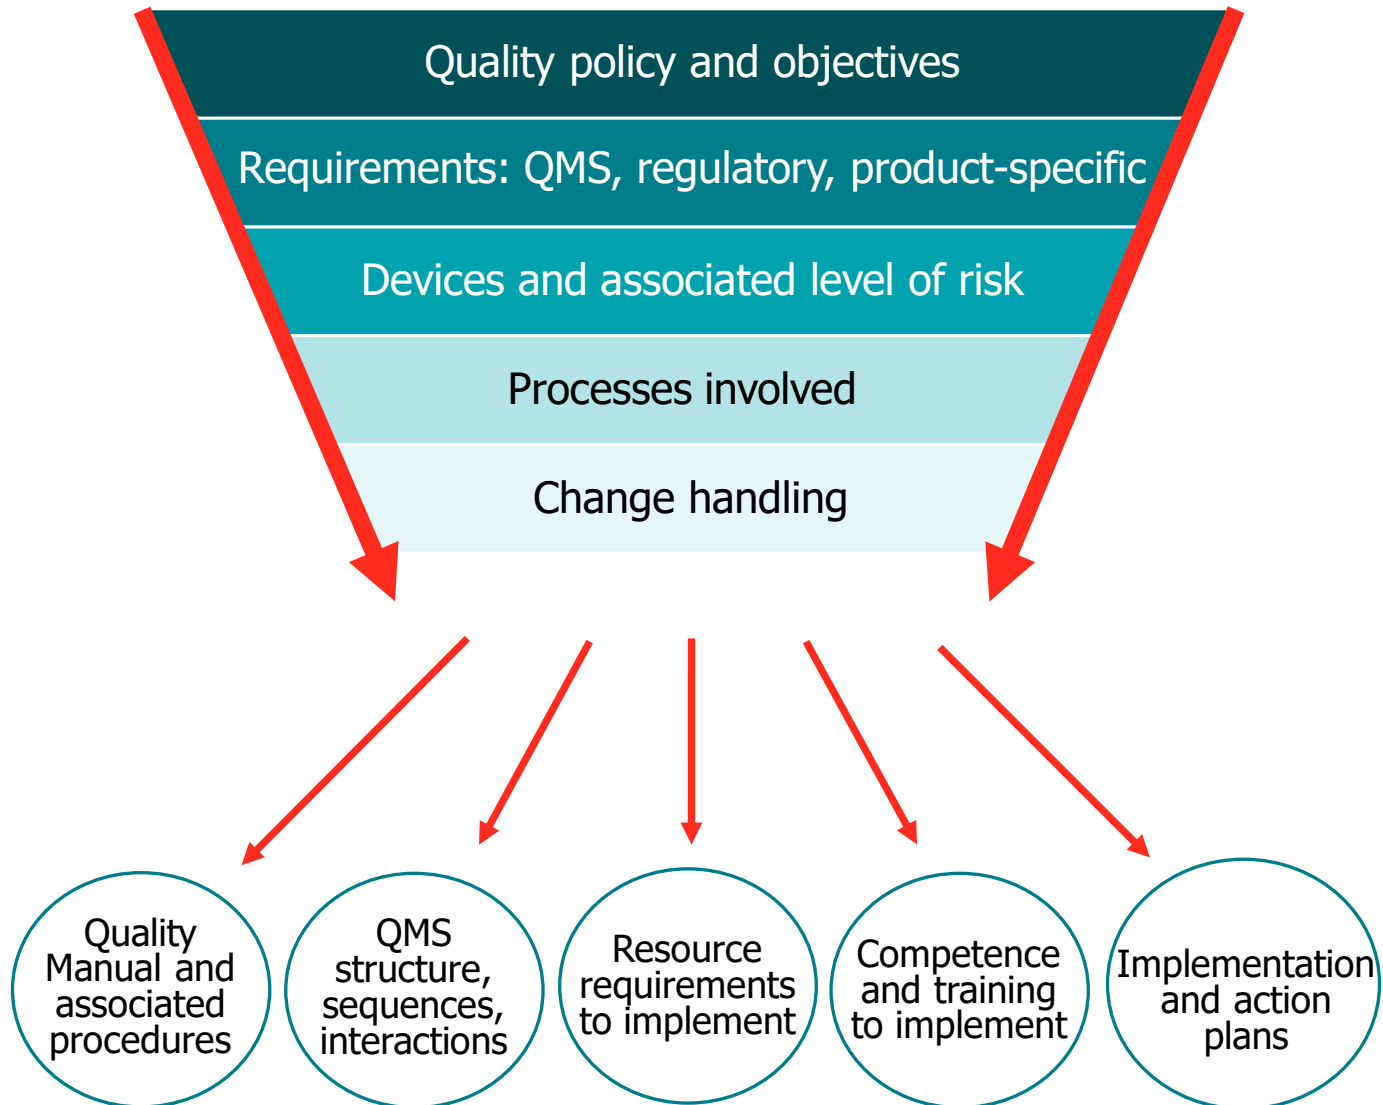 Quality policy and objectives
Requirements: QMS, regulatory, product-specific
Devices and associated level of risk
Processes involved
Change handling
Quality
Manual and
associated
procedures
QMS
structure,
sequences,
interactions
Resource
requirements
to implement
Competence
and training
to implement
Implementation
and action
plans